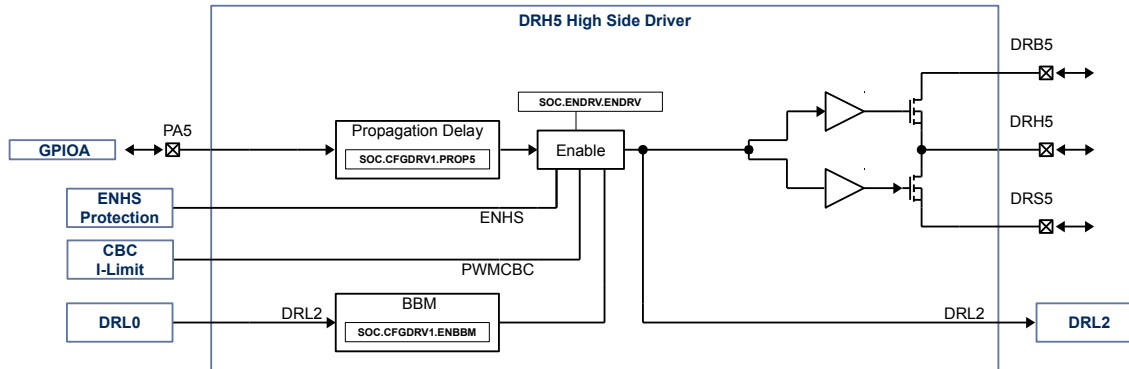 DRH5 High Side Driver
DRB5
SOC.ENDRV.ENDRV
PA5
Propagation Delay
GPIOA
SOC.CFGDRV1.PROP5
Enable
DRH5
ENHS
Protection
ENHS
DRS5
CBC
I-Limit
PWMCBC
BBM
DRL0
DRL2
SOC.CFGDRV1.ENBBM
DRL2
DRL2